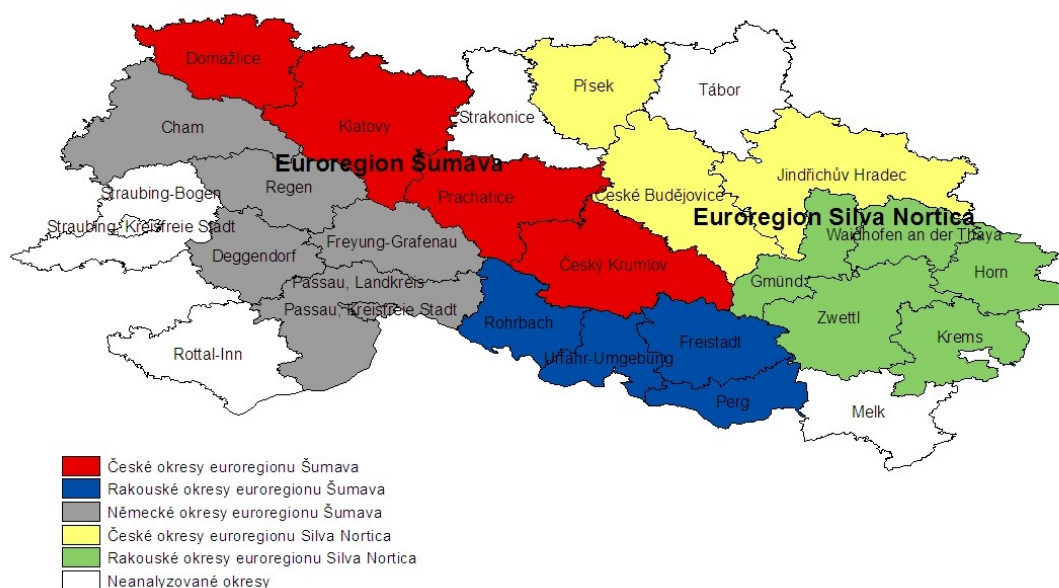 Domažlice
Písek
Tábor
Strakonice
Cham
Klatovy
Euroregion Šumava
Jindřichův Hradec
Straubing-Bogen
Regen
Prachatice
České Budějovice
Euroregion Silva Nortica
Straubing, Kreisfreie Stadt
Freyung-Grafenau
Waidhofen an der Thaya
Deggendorf
Český Krumlov
Horn
Passau, Landkreis
Gmünd
Passau, Kreisfreie Stadt
Rohrbach
Zwettl
Krems
Rottal-Inn
Urfahr-Umgebung
Freistadt
Perg
Melk
České okresy euroregionu Šumava
Rakouské okresy euroregionu Šumava
Německé okresy euroregionu Šumava
České okresy euroregionu Silva Nortica
Rakouské okresy euroregionu Silva Nortica
Neanalyzované okresy